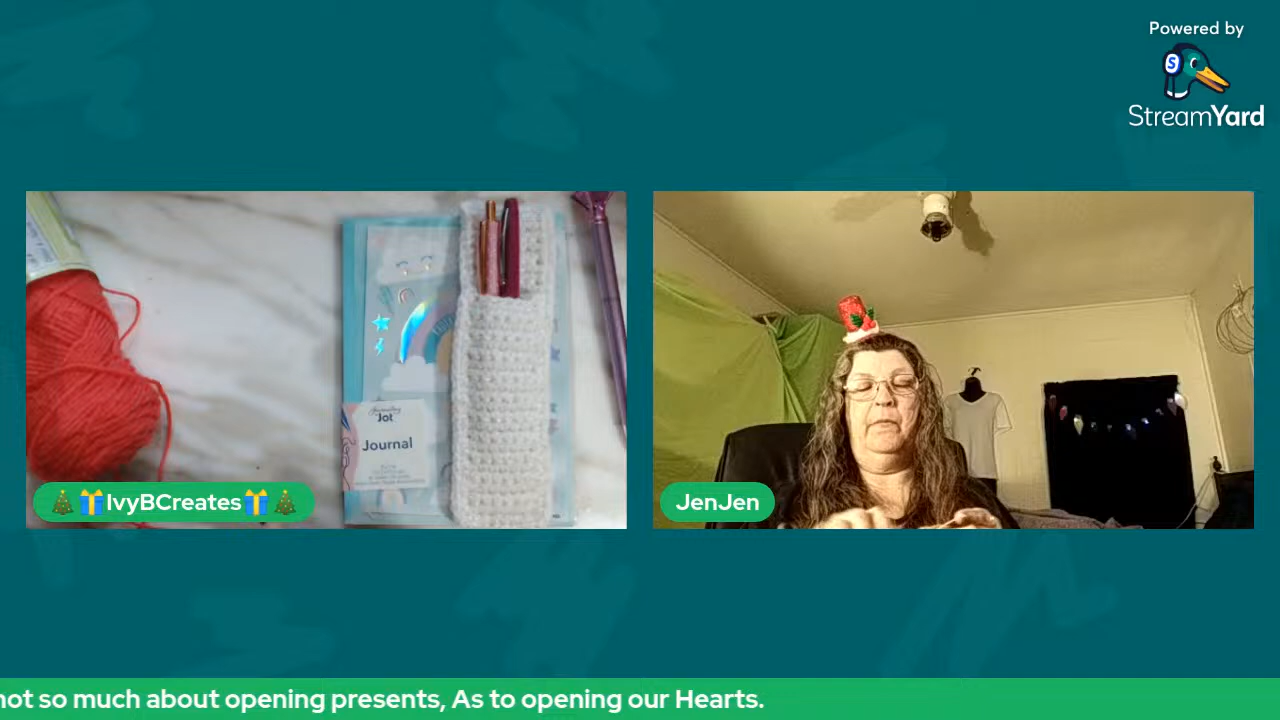 Powered by
S
StreamYard
Jot
Journal
IvyBCreates
JenJen
not so much about opening presents, As to opening our Hearts.